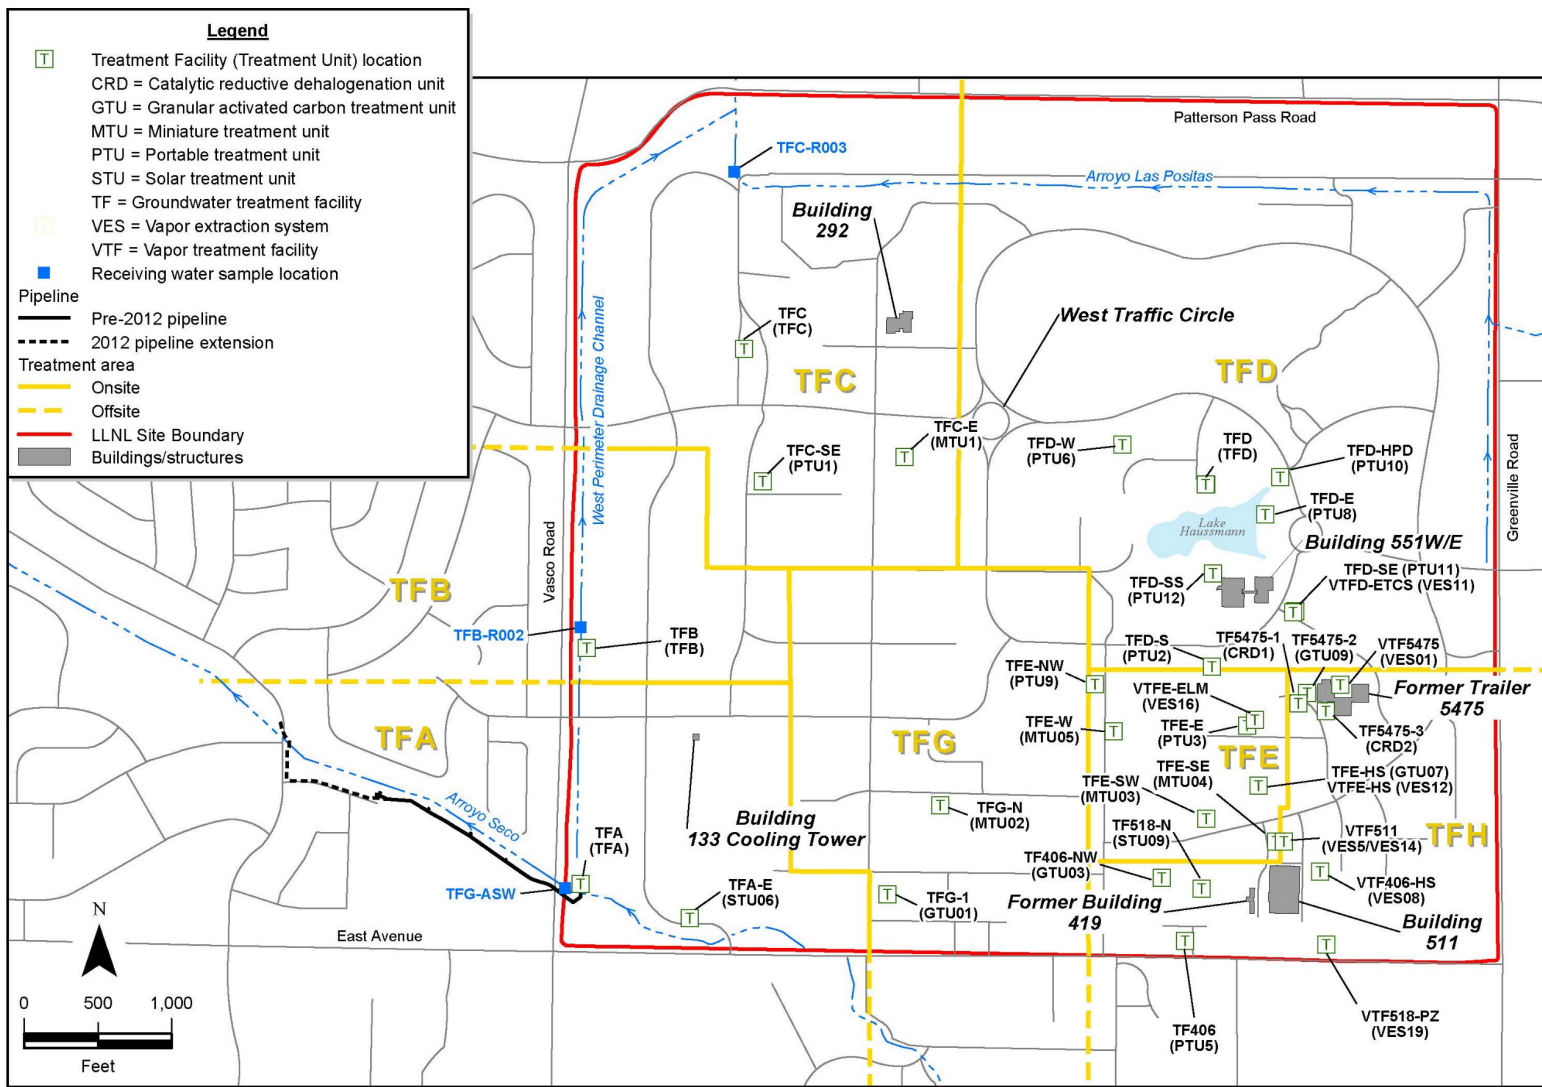 Legend
T Treatment Facility (Treatment Unit) location
CRD = Catalytic reductive dehalogenation unit
GTU = Granular activated carbon treatment unit
MTU = Miniature treatment unit
PTU = Portable treatment unit
STU = Solar treatment unit
TF = Groundwater treatment facility
T VES = Vapor extraction system
VTF = Vapor treatment facility
Receiving water sample location
Pipeline
Pre-2012 pipeline
2012 pipeline extension
Treatment area
Onsite
Offsite
LLNL Site Boundary
Buildings/structures
Patterson Pass Road
TFC-R003
Arroyo Las Positas
Building
292
West Perimeter Drainage Channel
TFC
(TFC)
T
West Traffic Circle
TFC
TFD
TFC-E
(MTU1)
T
TFC-SE
(PTU1)
T
TFD-W
(PTU6)
T
TFD
(TFD)
T
TFD-HPD
(PTU10)
T
TFD-E
(PTU8)
T
Lake
Haussmann
Greenville Road
Building 551W/E
Vasco Road
TFB
TFD-SS
(PTU12)
T
TFD-SE (PTU11)
VTFD-ETCS (VES11)
T
TFB-R002
TFB
(TFB)
T
TFD-S
(PTU2)
T
TF5475-1
(CRD1)
T
TF5475-2
(GTU09)
T
VTF5475
(VES01)
T
TFE-NW
(PTU9)
T
VTFE-ELM
(VES16)
T
Former Trailer
5475
TFA
TFG
TFE-W
(MTU05)
T
TFE-E
(PTU3)
T
TF5475-3
(CRD2)
T
TFE
TFE-SE
(MTU04)
T
TFE-HS (GTU07)
VTFE-HS (VES12)
T
TFE-SW
(MTU03)
T
Arroyo Seco
Building
133 Cooling Tower
TFG-N
(MTU02)
T
TF518-N
(STU09)
T
VTF511
(VES5/VES14)
T
TFH
TFA
(TFA)
T
TF406-NW
(GTU03)
T
TFG-ASW
TFA-E
(STU06)
T
TFG-1
(GTU01)
T
Former Building
419
VTF406-HS
(VES08)
T
Building
511
N
East Avenue
0 500 1,000
Feet
TF406
(PTU5)
T
VTF518-PZ
(VES19)
T